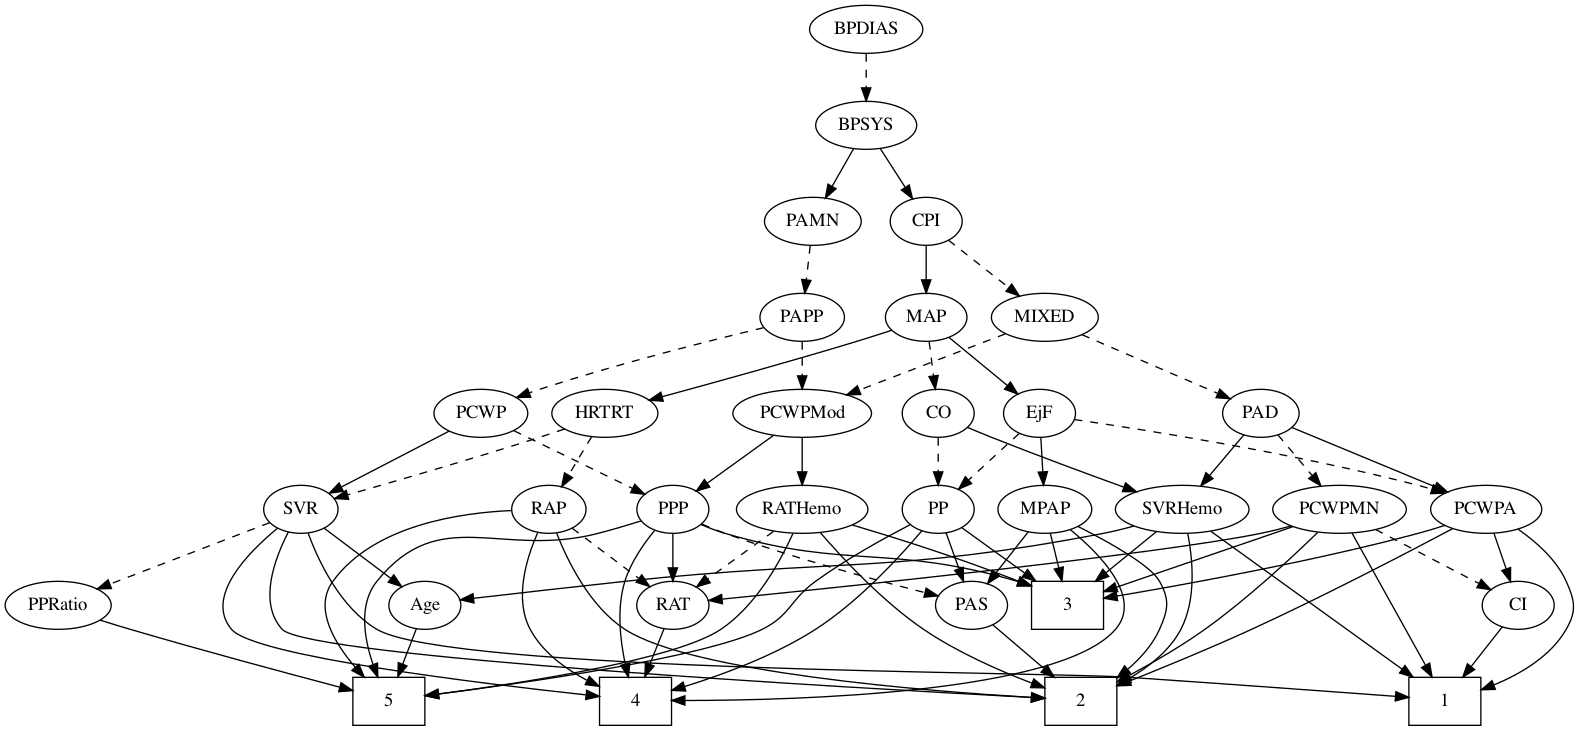 BPDIAS
BPSYS
PAMN
CPI
PAPP
MAP
MIXED
PCWP
HRTRT
PCWPMod
CO
EjF
PAD
SVR
RAP
PPP
RATHemo
PP
MPAP
SVRHemo
PCWPMN
PCWPA
PPRatio
Age
RAT
PAS
3
CI
5
4
2
1